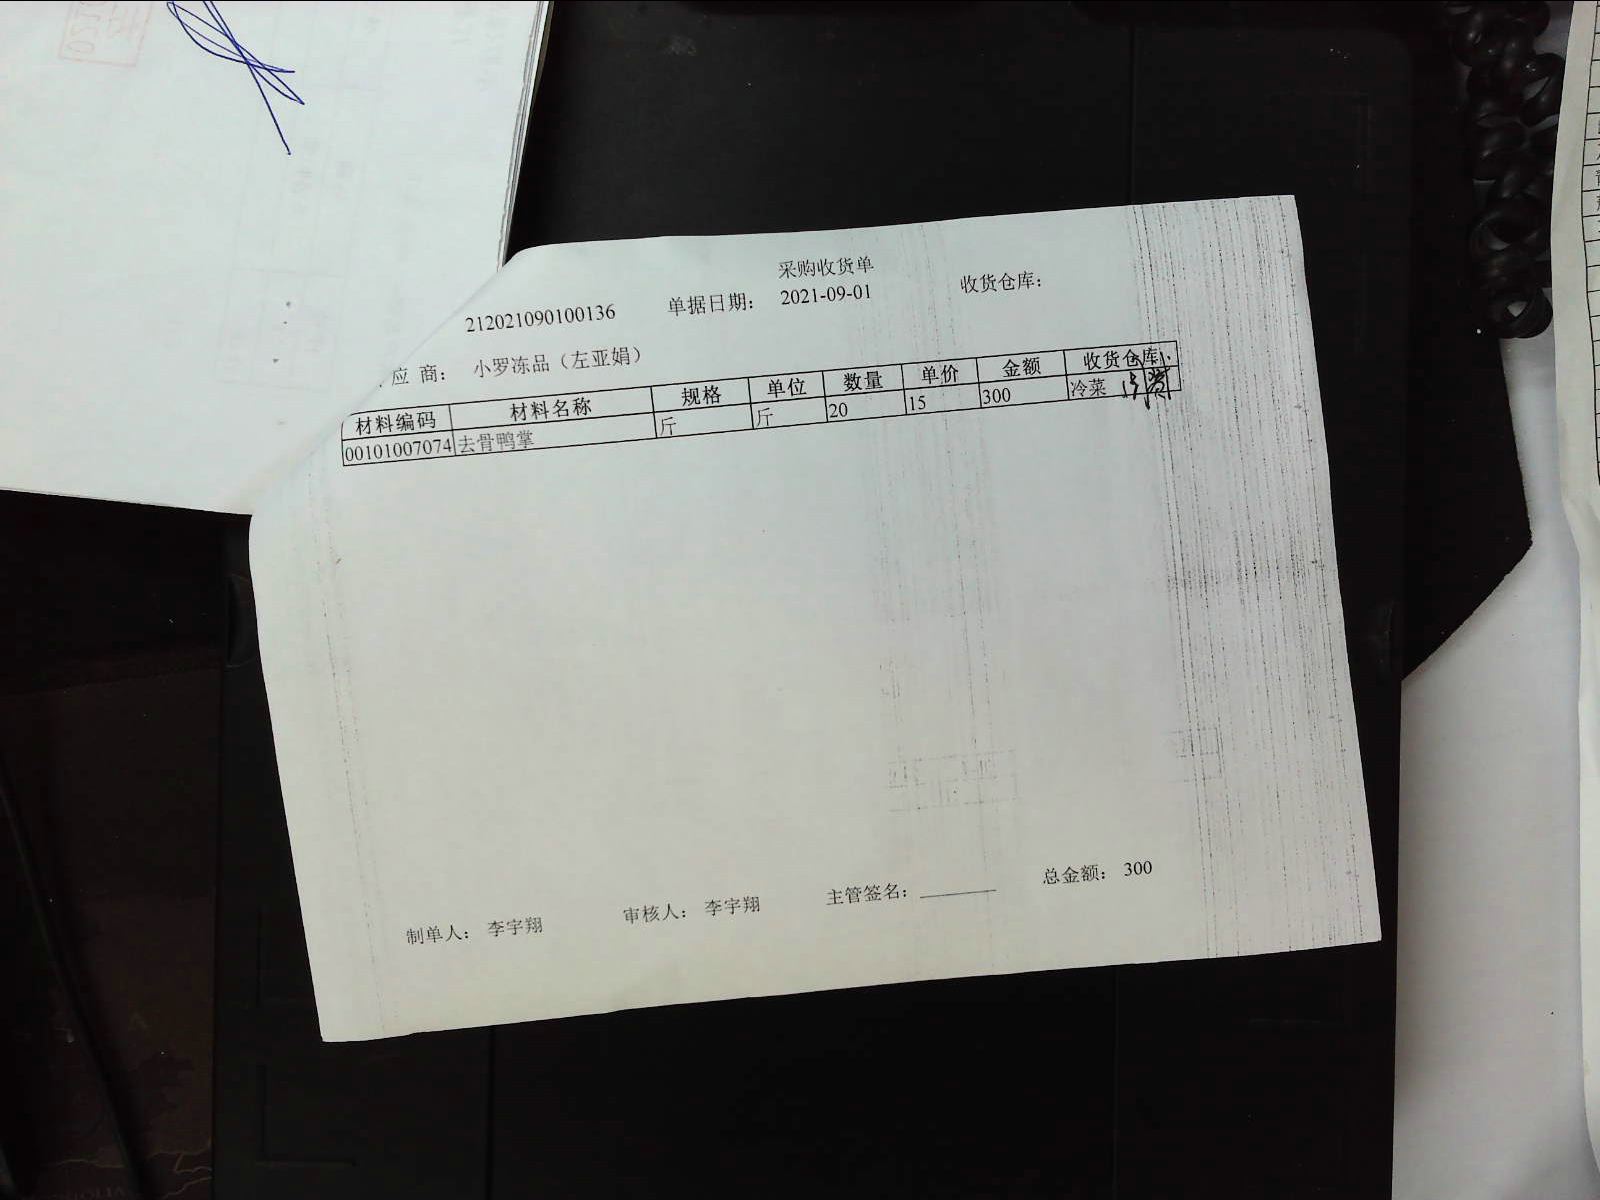 采购收货单
212021090100136 单据日期: 2021-09-01 收货仓库:
应 商: 小罗冻品（左亚娟）
材料编码 材料名称 规格 单位 数量 单价 金额 收货仓库
00101007074 去骨鸭掌 斤 斤 20 15 300 冷菜
制单人: 李宇翔 审核人: 李宇翔 主管签名: 总金额: 300